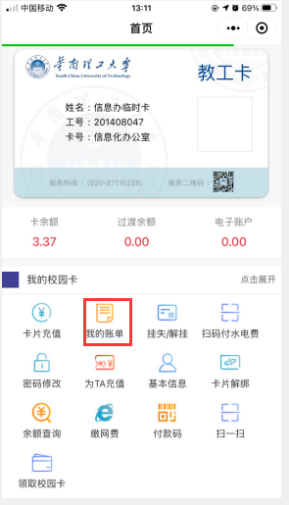 中国移动 13:11 69%
首页
华南理工大学
South China University of Technology
教工卡
姓名：信息办临时卡
工号：201408047
卡号：信息化办公室
服务热线：(020-87110228) 服务二维码：
卡余额 过渡余额 电子账户
3.37 0.00 0.00
我的校园卡 点击展开
卡片充值 我的账单 挂失/解挂 扫码付水电费
密码修改 为TA充值 基本信息 卡片解绑
余额查询 缴网费 付款码 扫一扫
领取校园卡